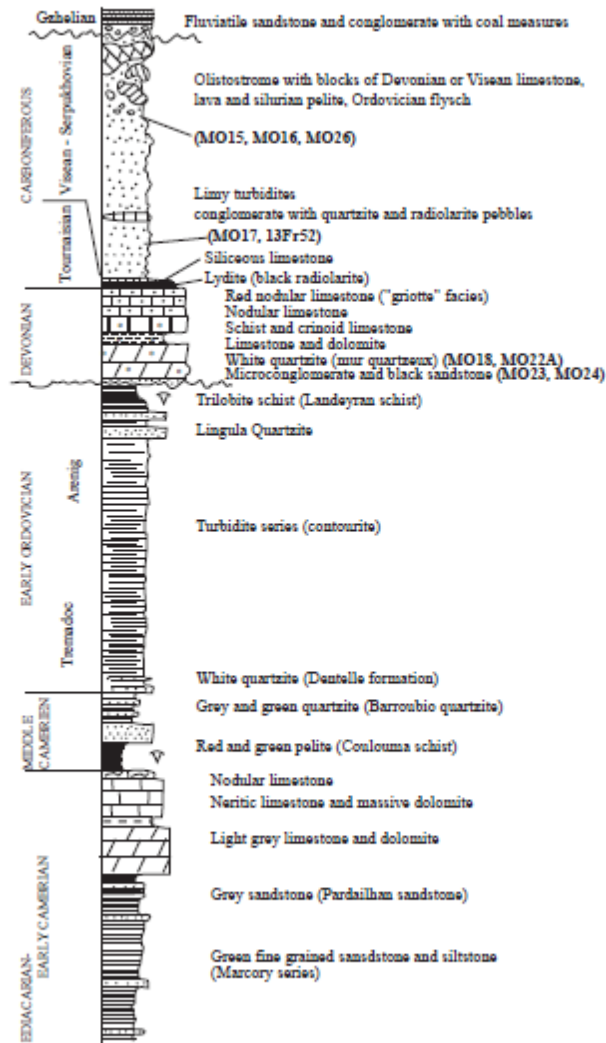 Gzhelian
Fluviatile sandstone and conglomerate with coal measures
CARBONIFEROUS
Visean - Serpukhovian
Olistostrome with blocks of Devonian or Visean limestone,
lava and silurian pelite, Ordovician flysch
(MO15, MO16, MO26)
Limy turbidites
conglomerate with quartzite and radiolarite pebbles
(MO17, 13Fr52)
Tournaisian
Siliceous limestone
Lydite (black radiolarite)
DEVONIAN
Red nodular limestone ("griotte" facies)
Nodular limestone
Schist and crinoid limestone
Limestone and dolomite
White quartzite (mur quartzeux) (MO18, MO22A)
Microconglomerate and black sandstone (MO23, MO24)
EARLY ORDOVICIAN
Arenig
Trilobite schist (Landeyran schist)
Lingula Quartzite
Turbidite series (contourite)
Tremadoc
White quartzite (Dentelle formation)
MIDDLE
CAMBRIEN
Grey and green quartzite (Barroubio quartzite)
Red and green pelite (Coulouma schist)
EDIACARIAN-
EARLY CAMBRIAN
Nodular limestone
Neritic limestone and massive dolomite
Light grey limestone and dolomite
Grey sandstone (Pardailhan sandstone)
Green fine grained sansdstone and siltstone
(Marcory series)